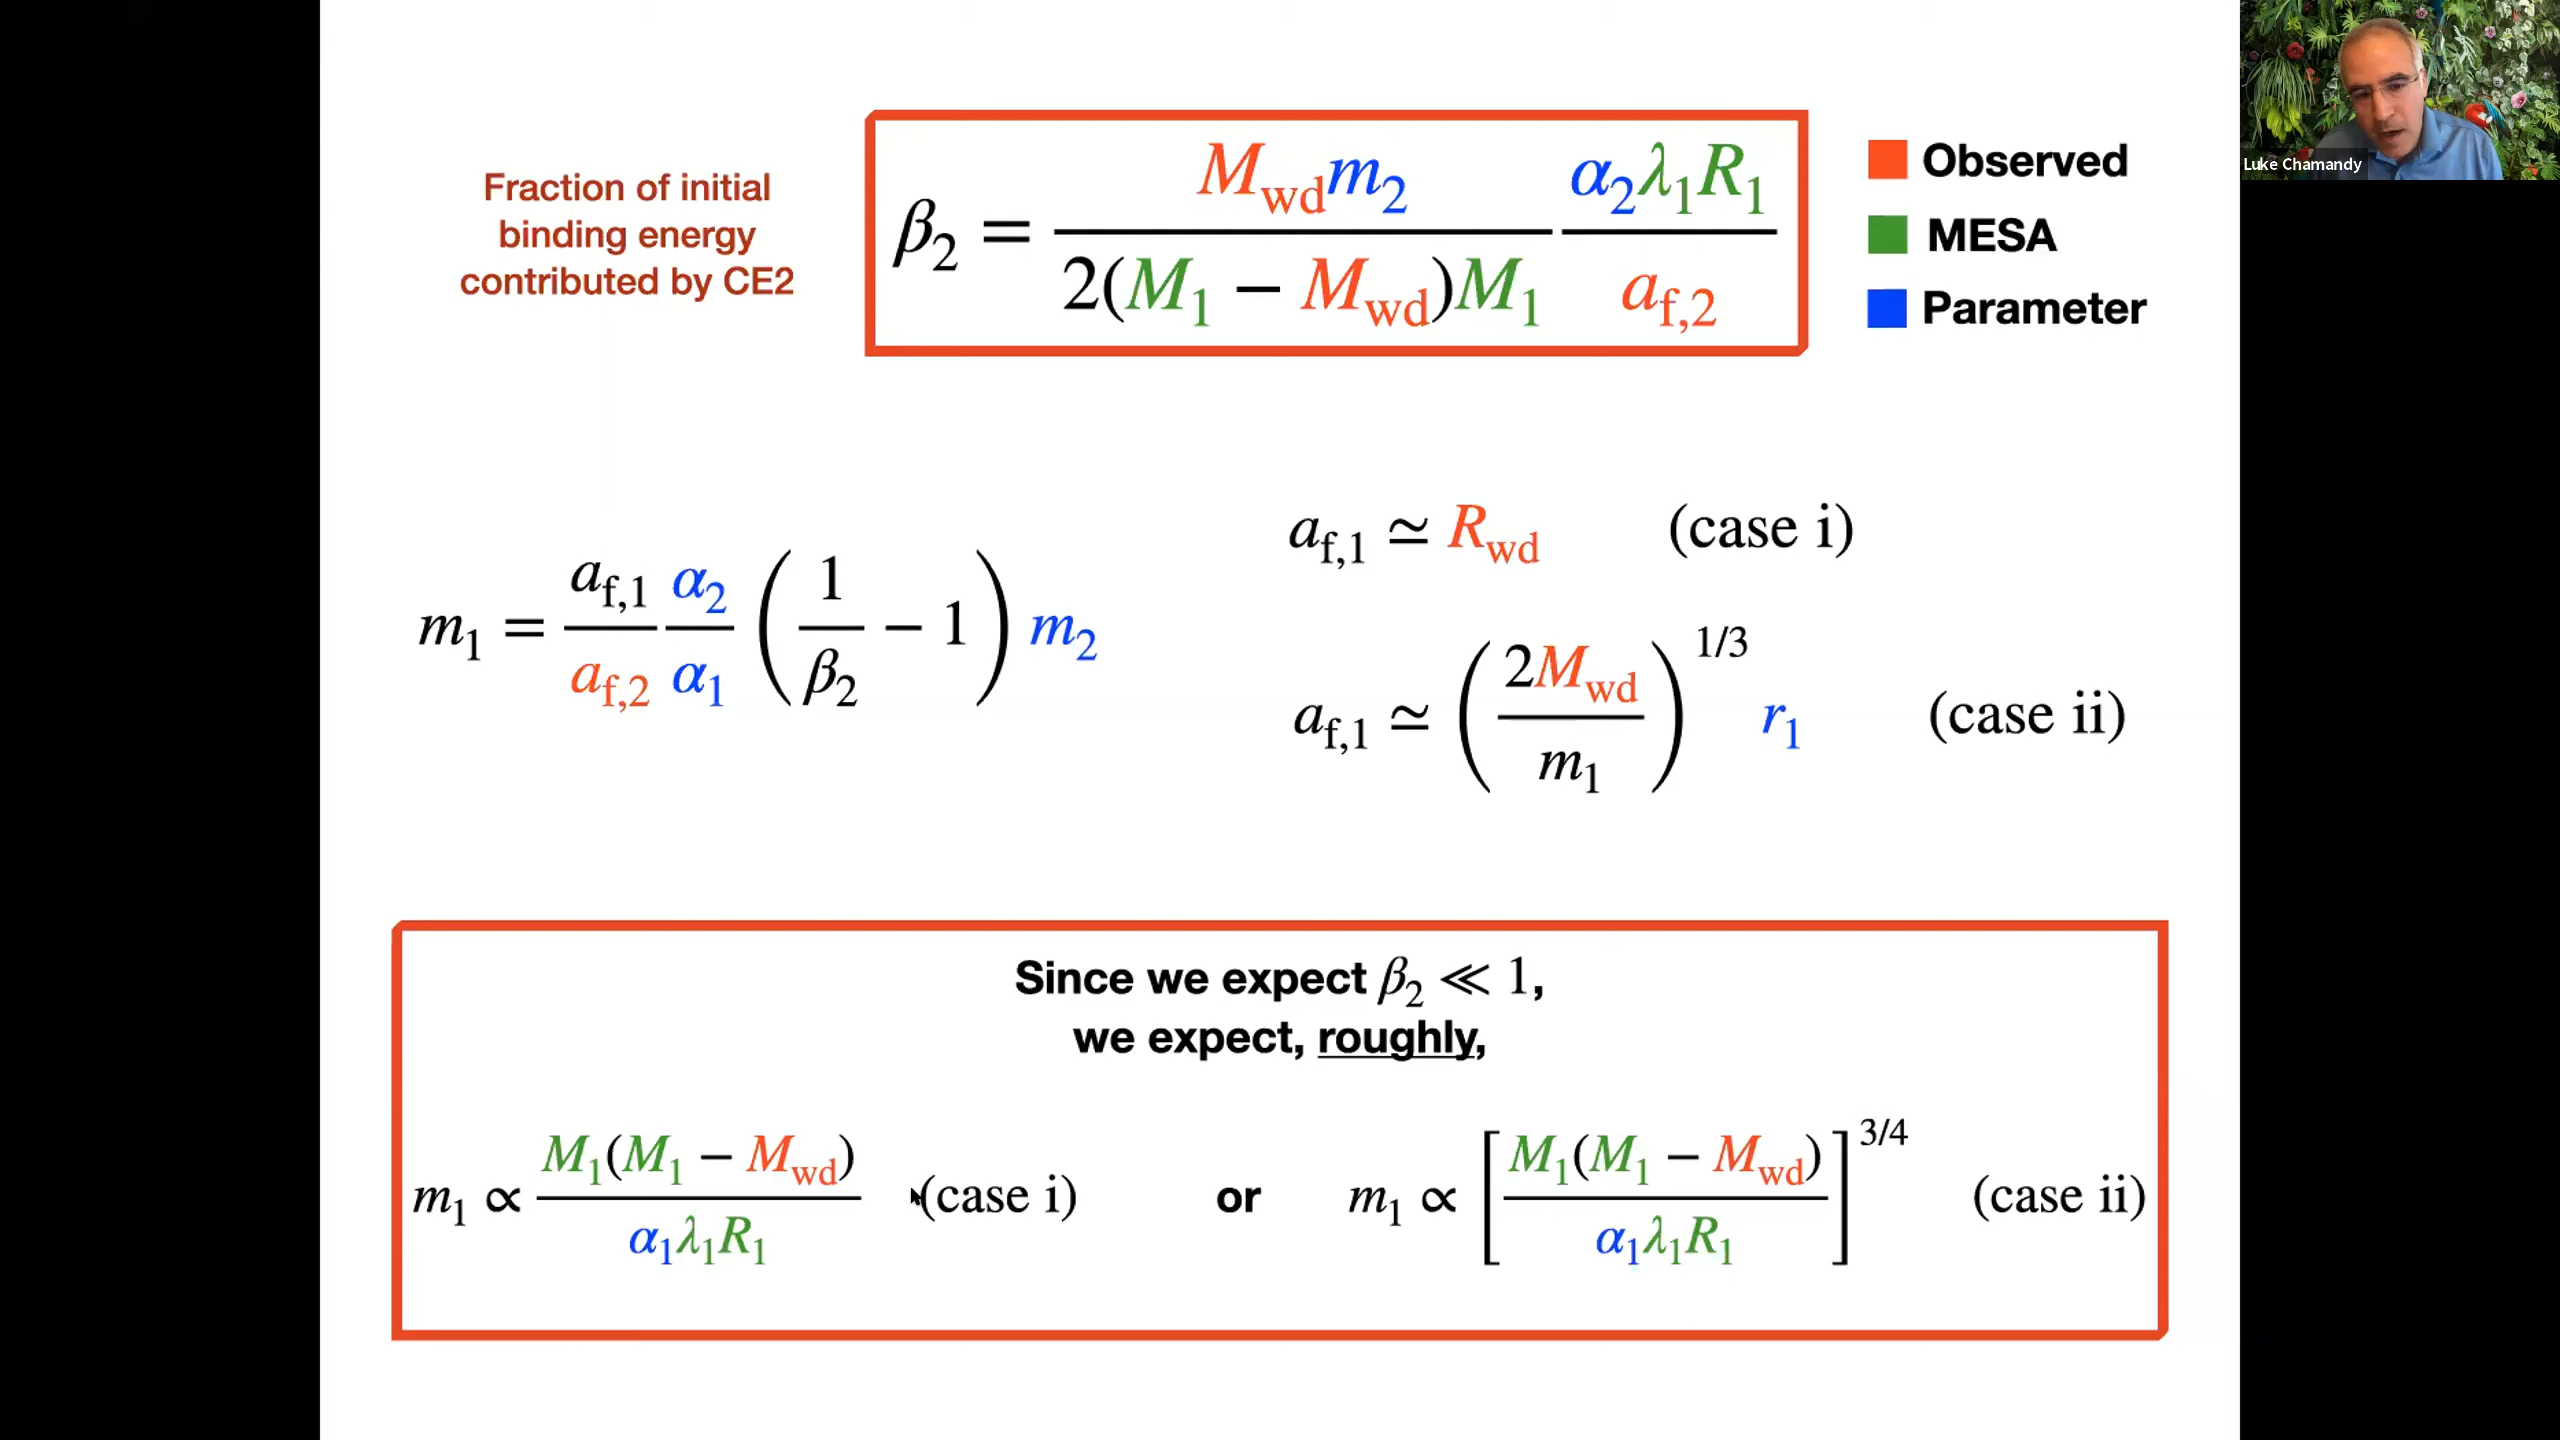 Fraction of initial
binding energy
contributed by CE2
β₂ = M_wd m₂ / 2(M₁ − M_wd)M₁ α₂λ₁R₁ / a_f,2
Observed
MESA
Parameter
Luke Chamandy
m₁ = a_f,1 / a_f,2 α₂ / α₁ (1 / β₂ − 1) m₂
a_f,1 ≃ R_wd (case i)
a_f,1 ≃ (2M_wd / m₁)^1/3 r₁ (case ii)
Since we expect β₂ ≪ 1,
we expect, roughly,
m₁ ∝ M₁(M₁ − M_wd) / α₁λ₁R₁ (case i) or m₁ ∝ [M₁(M₁ − M_wd) / α₁λ₁R₁]^3/4 (case ii)